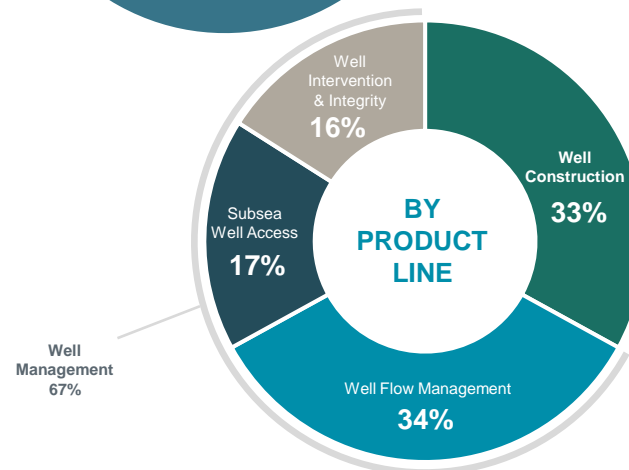 Well
Intervention
& Integrity
16%
Well
Construction
33%
BY
PRODUCT
LINE
Subsea
Well Access
17%
Well
Management
67%
Well Flow Management
34%